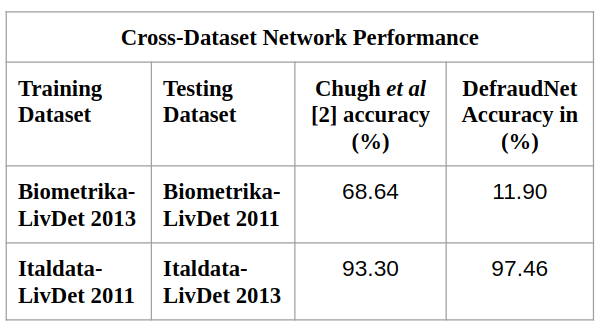 Cross-Dataset Network Performance
Training Dataset
Testing Dataset
Chugh et al [2] accuracy (%)
DefraudNet Accuracy in (%)
Biometrika-LivDet 2013
Biometrika-LivDet 2011
68.64
11.90
Italdata-LivDet 2011
Italdata-LivDet 2013
93.30
97.46